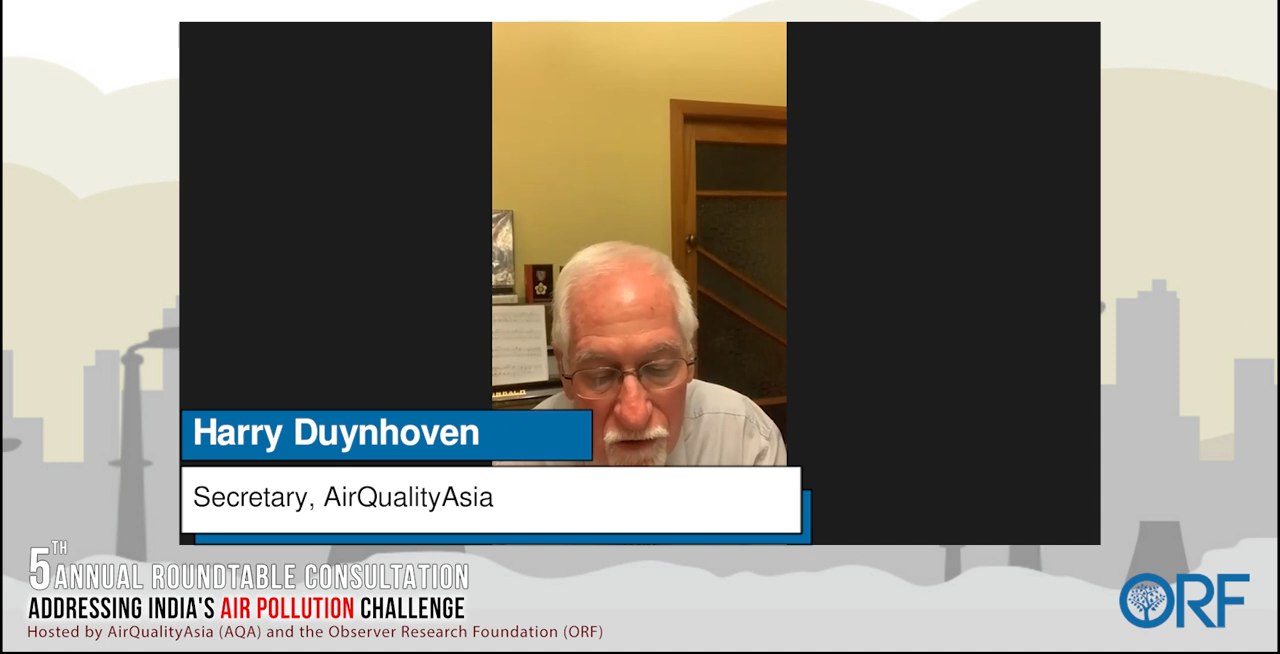 Harry Duynhoven
Secretary, AirQualityAsia
5TH ANNUAL ROUNDTABLE CONSULTATION
ADDRESSING INDIA'S AIR POLLUTION CHALLENGE
Hosted by AirQualityAsia (AQA) and the Observer Research Foundation (ORF)
ORF